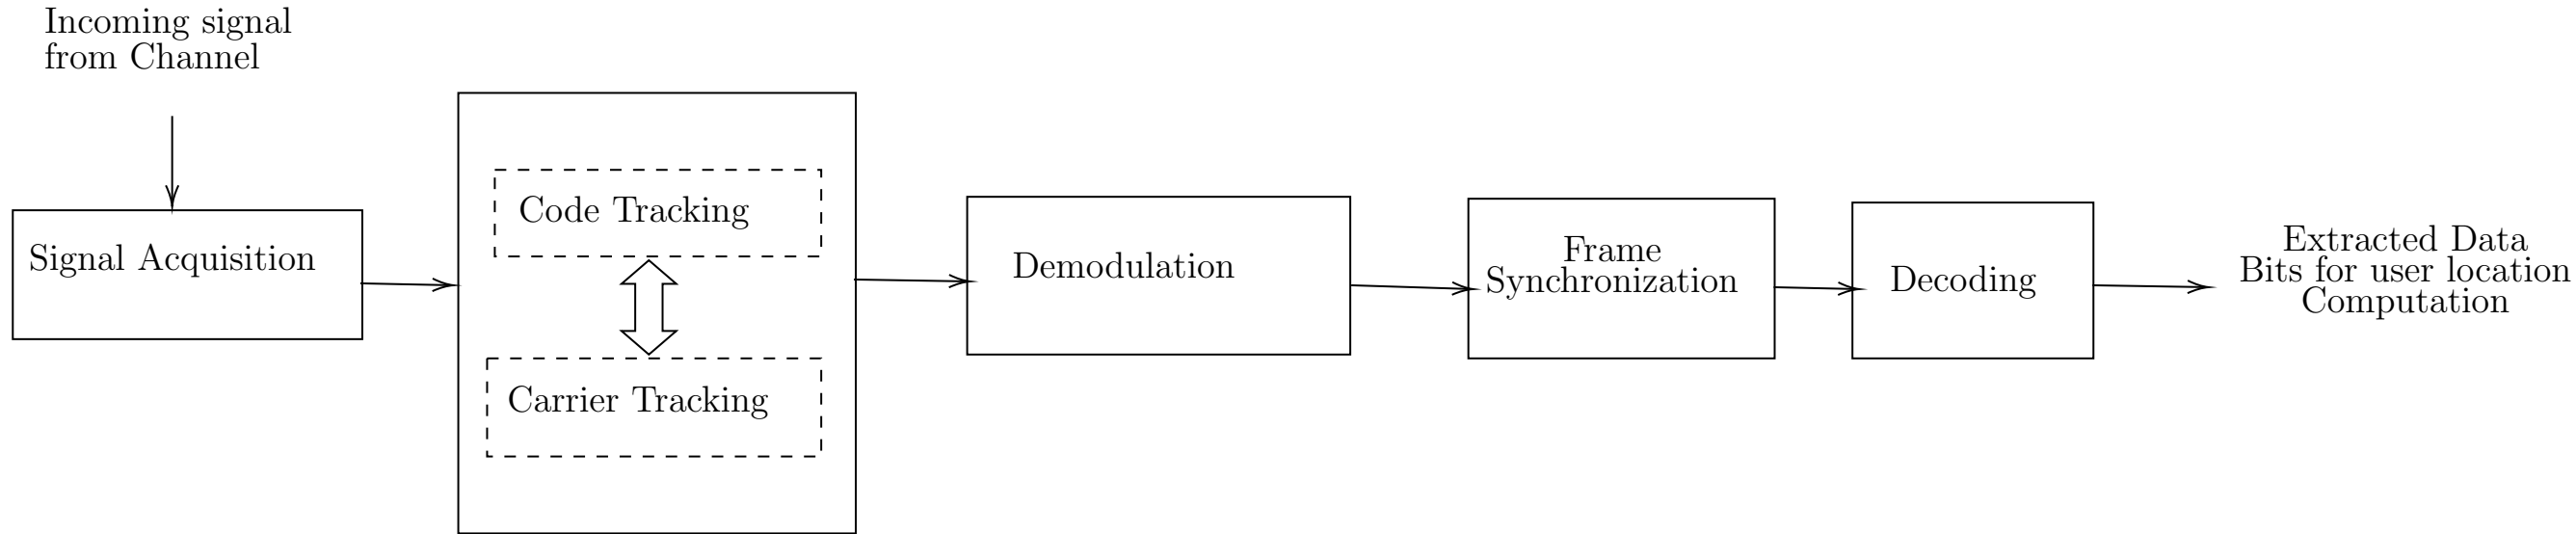 Incoming signal
from Channel
Signal Acquisition
Code Tracking
Carrier Tracking
Demodulation
Frame
Synchronization
Decoding
Extracted Data
Bits for user location
Computation